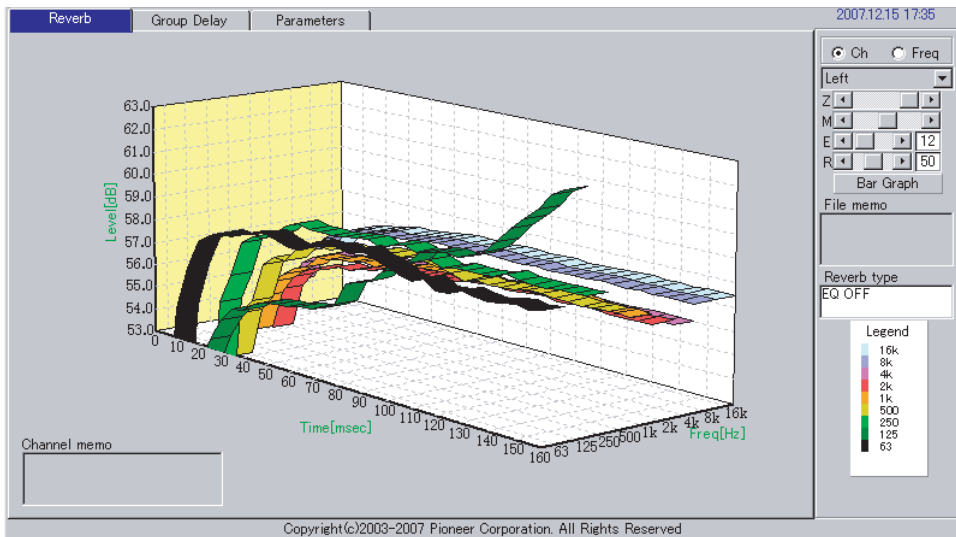 Reverb Group Delay Parameters 2007.12.15 17:35
Ch Freq
Left
Z
M
E 12
R 50
Bar Graph
File memo
Reverb type
EQ OFF
Legend
16k
8k
4k
2k
1k
500
250
125
63
Level[dB]
63.0
62.0
61.0
60.0
59.0
58.0
57.0
56.0
55.0
54.0
53.0
0 10 20 30 40 50 60 70 80 90 100 110 120 130 140 150 160
Time[msec]
63 125 250 500 1k 2k 4k 8k 16k
Freq[Hz]
Channel memo
Copyright(c)2003-2007 Pioneer Corporation. All Rights Reserved